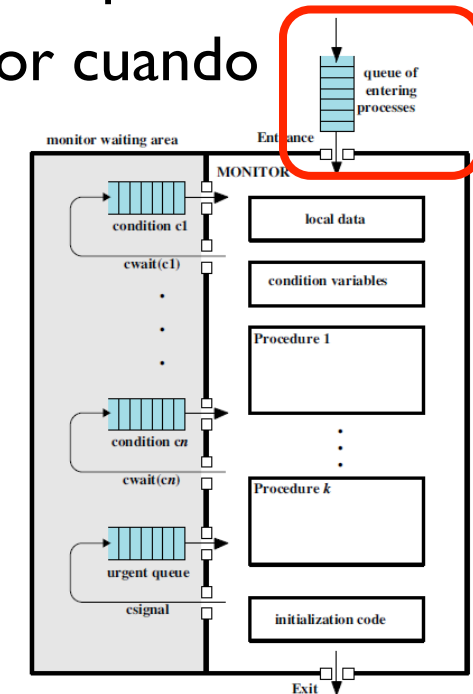 or cuando
queue of
entering
processes
monitor waiting area
Entrance
MONITOR
condition c1
local data
cwait(c1)
condition variables
Procedure 1
condition cn
cwait(cn)
Procedure k
urgent queue
csignal
initialization code
Exit